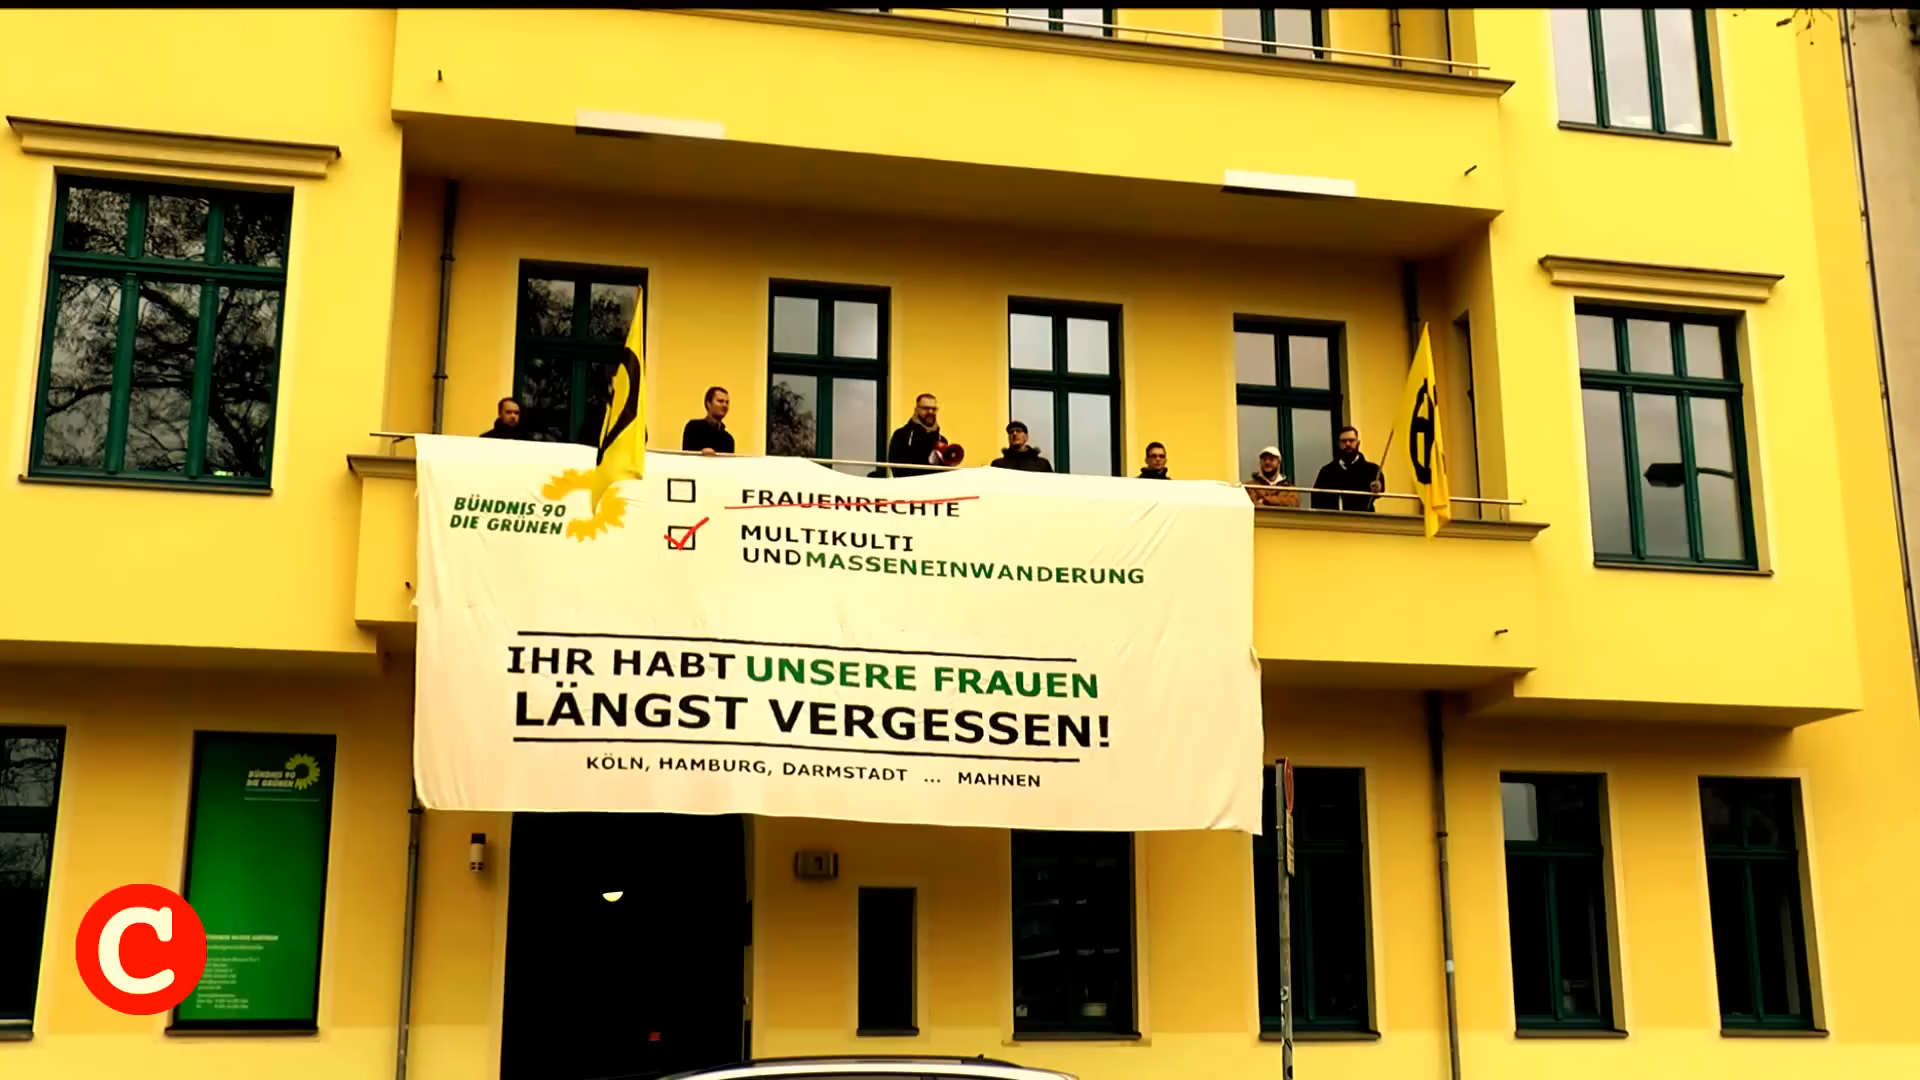 BÜNDNIS 90
DIE GRÜNEN
FRAUENRECHTE
MULTIKULTI
UND MASSENEINWANDERUNG
IHR HABT UNSERE FRAUEN
LÄNGST VERGESSEN!
KÖLN, HAMBURG, DARMSTADT ... MAHNEN
BÜNDNIS 90
DIE GRÜNEN
C